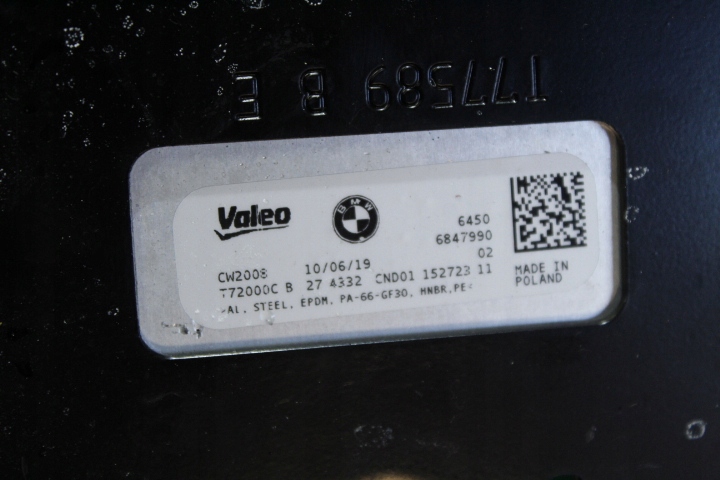 T77589 B E
Valeo
BMW
6450
6847990
02
CW2008 10/06/19
T72000C B 27 4332 CND01 152723 11
>AL, STEEL, EPDM, PA-66-GF30, HNBR,PE<
MADE IN
POLAND